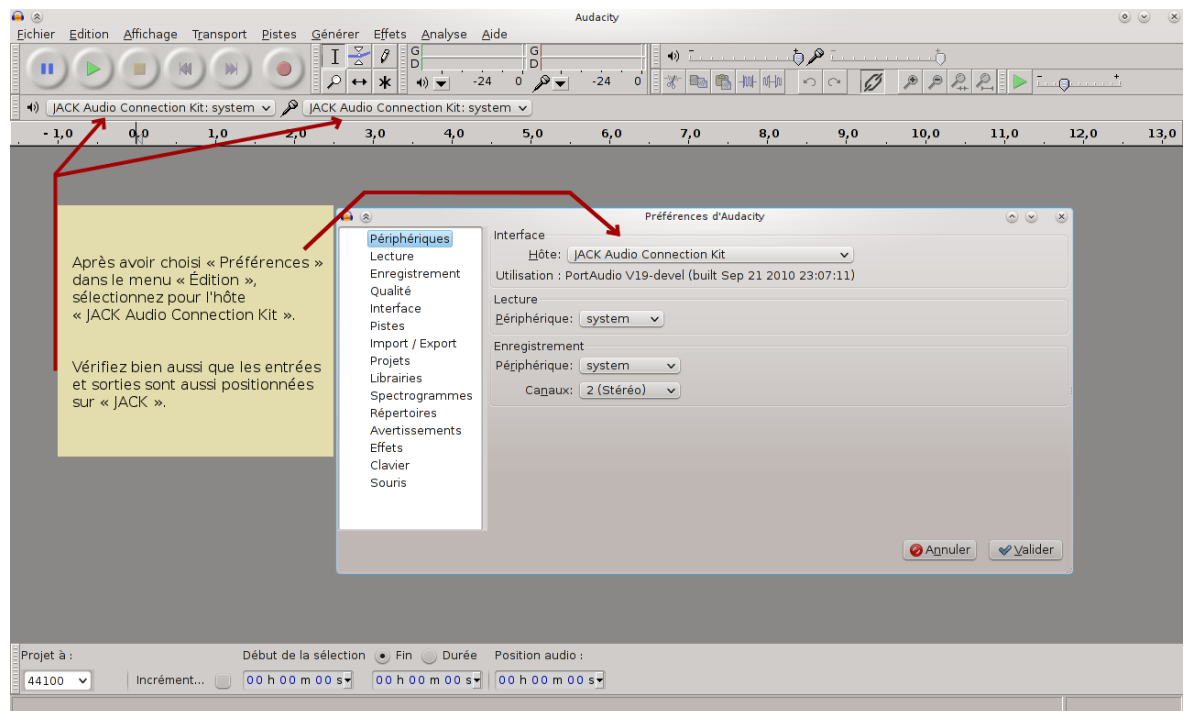 Audacity
Eichier Edition Affichage Transport Pistes Générer Effets Analyse Aide
G
D
-24 0
G
D
-24 0
JACK Audio Connection Kit: system
JACK Audio Connection Kit: system
- 1,0 0,0 1,0 2,0 3,0 4,0 5,0 6,0 7,0 8,0 9,0 10,0 11,0 12,0 13,0
Après avoir choisi « Préférences »
dans le menu « Édition »,
sélectionnez pour l'hôte
« JACK Audio Connection Kit ».
Vérifiez bien aussi que les entrées
et sorties sont aussi positionnées
sur « JACK ».
Préférences d'Audacity
Périphériques
Lecture
Enregistrement
Qualité
Interface
Pistes
Import / Export
Projets
Librairies
Spectrogrammes
Répertoires
Avertissements
Effets
Clavier
Souris
Interface
Hôte: JACK Audio Connection Kit
Utilisation : PortAudio V19-devel (built Sep 21 2010 23:07:11)
Lecture
Périphérique: system
Enregistrement
Périphérique: system
Canaux: 2 (Stéréo)
Annuler Valider
Projet à : Début de la sélection Fin Durée Position audio :
44100 Incrément... 00 h 00 m 00 s 00 h 00 m 00 s 00 h 00 m 00 s